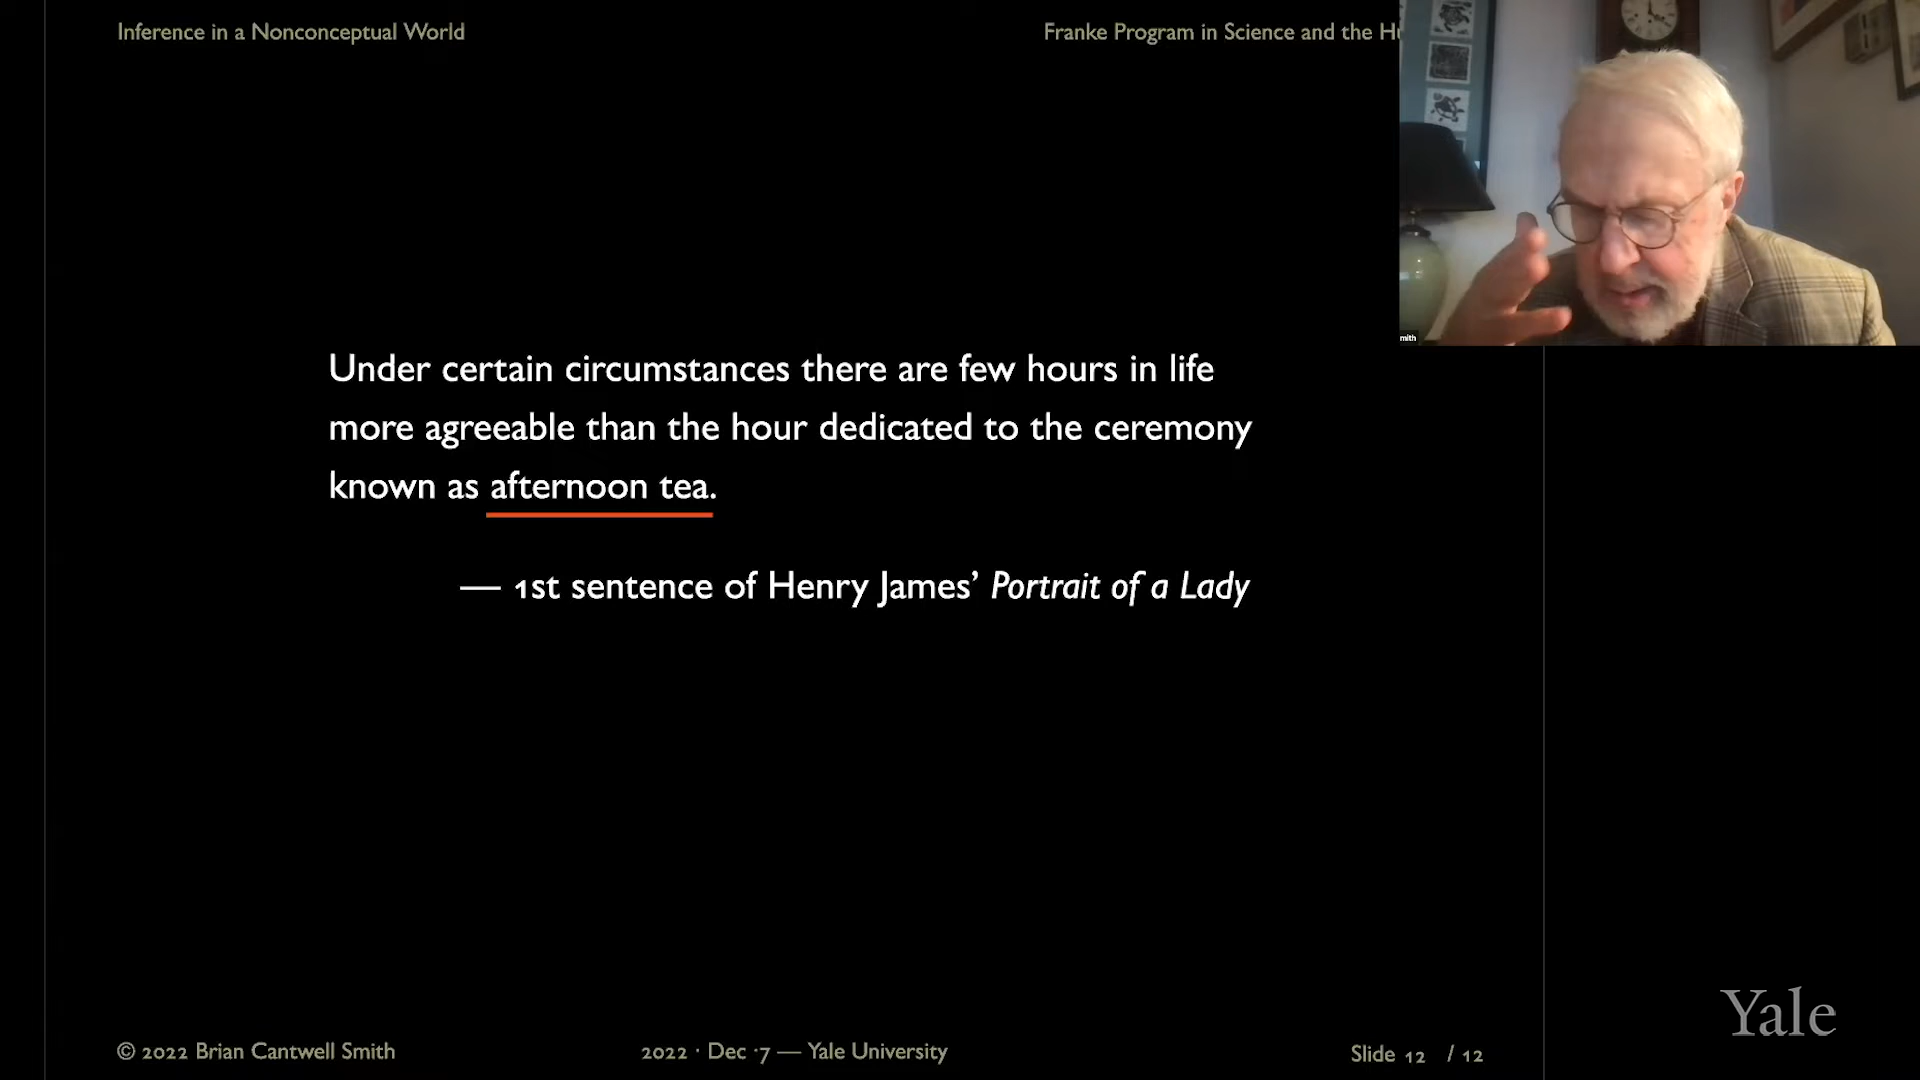 Inference in a Nonconceptual World
Franke Program in Science and the
Under certain circumstances there are few hours in life
more agreeable than the hour dedicated to the ceremony
known as afternoon tea.
— 1st sentence of Henry James’ Portrait of a Lady
mith
Yale
© 2022 Brian Cantwell Smith
2022 · Dec ·7 — Yale University
Slide 12 / 12